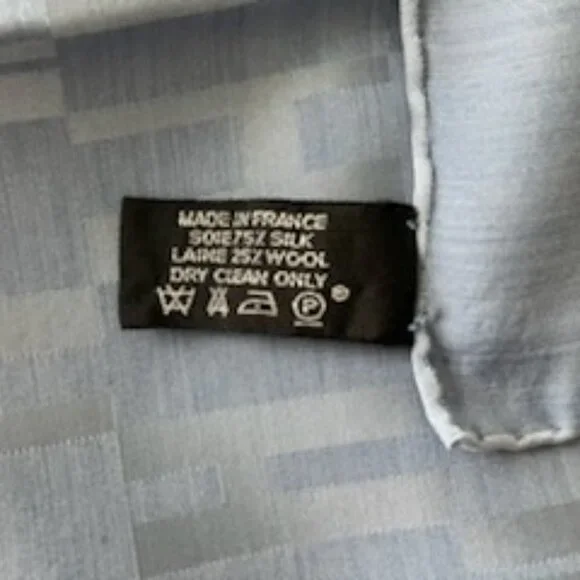 MADE IN FRANCE
SOIE 75% SILK
LAINE 25% WOOL
DRY CLEAN ONLY
P